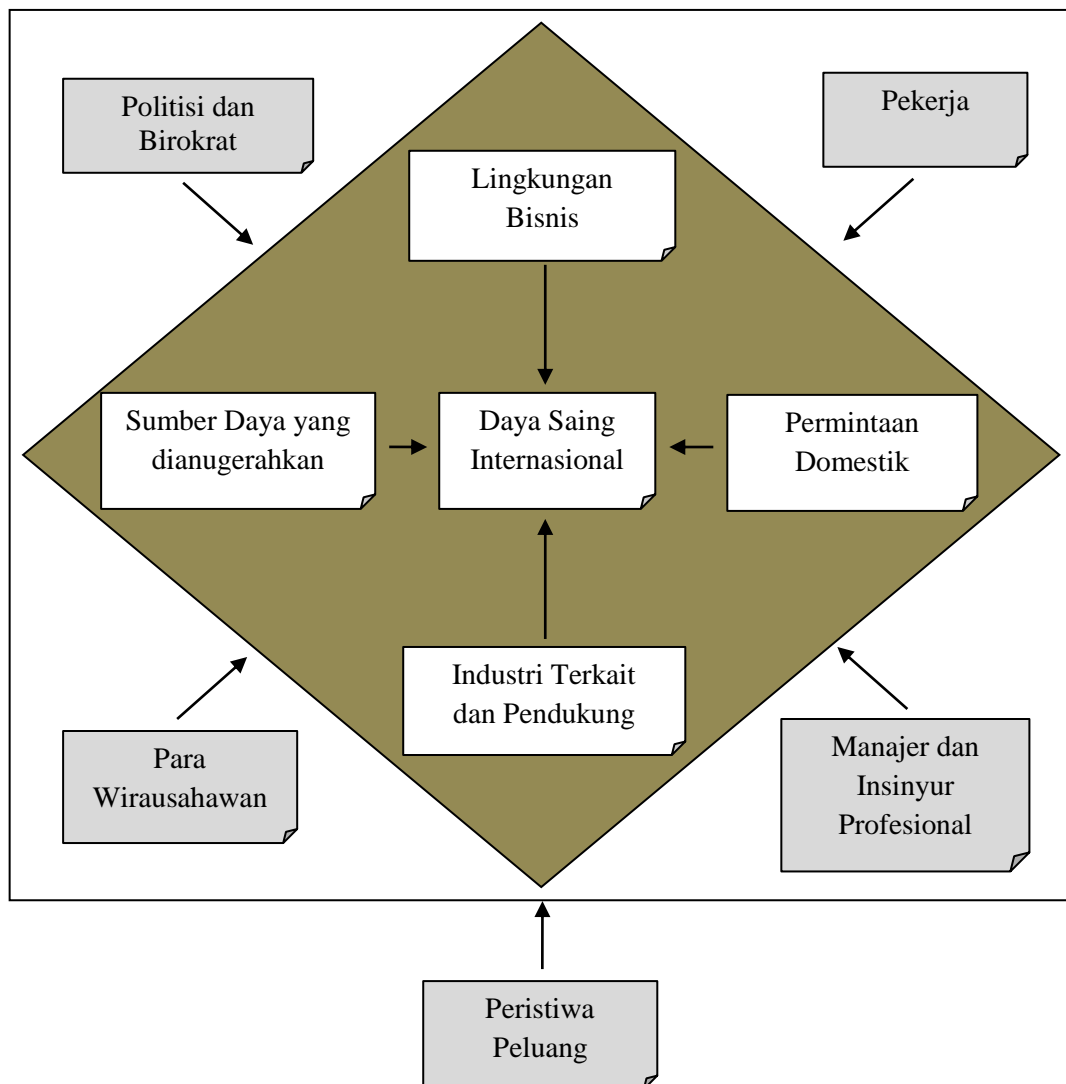 Politisi dan
Birokrat
Pekerja
Lingkungan
Bisnis
Sumber Daya yang
dianugerahkan
Daya Saing
Internasional
Permintaan
Domestik
Industri Terkait
dan Pendukung
Para
Wirausahawan
Manajer dan
Insinyur
Profesional
Peristiwa
Peluang